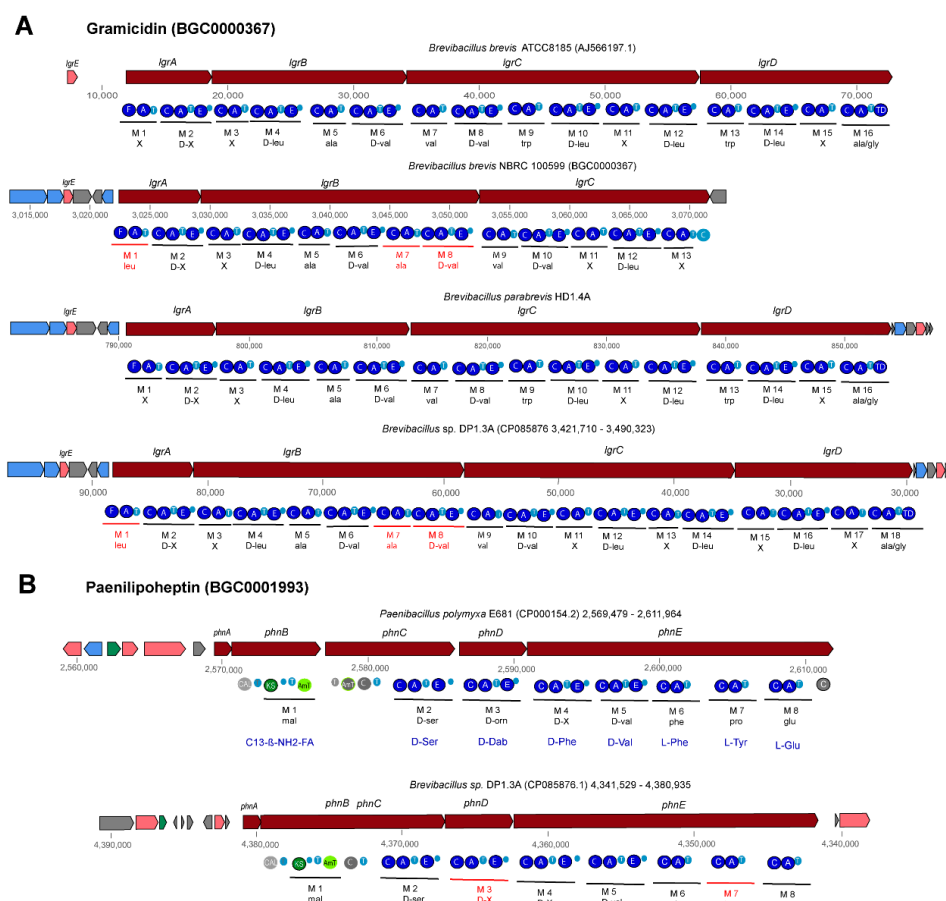 A Gramicidin (BGC0000367)
Brevibacillus brevis ATCC8185 (AJ566197.1)
lgrE lgrA lgrB lgrC lgrD
10,000 20,000 30,000 40,000 50,000 60,000 70,000
F A T C A T E C A T C A T E C A T C A T E C A T C A T E C A T C A T E C A T C A T E C A T C A T E C A T C A T TD
M 1 M 2 M 3 M 4 M 5 M 6 M 7 M 8 M 9 M 10 M 11 M 12 M 13 M 14 M 15 M 16
X D-X X D-leu ala D-val val D-val trp D-leu X D-leu trp D-leu X ala/gly
Brevibacillus brevis NBRC 100599 (BGC0000367)
lgrE lgrA lgrB lgrC
3,015,000 3,020,000 3,025,000 3,030,000 3,035,000 3,040,000 3,045,000 3,050,000 3,055,000 3,060,000 3,065,000 3,070,000
F A T C A T E C A T C A T E C A T C A T E C A T C A T E C A T C A T E C A T C A T E C A T C
M 1 M 2 M 3 M 4 M 5 M 6 M 7 M 8 M 9 M 10 M 11 M 12 M 13
leu D-X X D-leu ala D-val ala D-val val D-val X D-leu X
Brevibacillus parabrevis HD1.4A
lgrE lgrA lgrB lgrC lgrD
790,000 800,000 810,000 820,000 830,000 840,000 850,000
F A T C A T E C A T C A T E C A T C A T E C A T C A T E C A T C A T E C A T C A T E C A T C A T E C A T C A T TD
M 1 M 2 M 3 M 4 M 5 M 6 M 7 M 8 M 9 M 10 M 11 M 12 M 13 M 14 M 15 M 16
X D-X X D-leu ala D-val val D-val trp D-leu X D-leu trp D-leu X ala/gly
Brevibacillus sp. DP1.3A (CP085876 3,421,710 - 3,490,323)
lgrE lgrA lgrB lgrC lgrD
90,000 80,000 70,000 60,000 50,000 40,000 30,000 29,000
F A T C A T E C A T C A T E C A T C A T E C A T C A T E C A T C A T E C A T C A T E C A T C A T E C A T C A T E C A T C A T TD
M 1 M 2 M 3 M 4 M 5 M 6 M 7 M 8 M 9 M 10 M 11 M 12 M 13 M 14 M 15 M 16 M 17 M 18
leu D-X X D-leu ala D-val ala D-val val D-val X D-leu X D-leu X D-leu X ala/gly
B Paenilipoheptin (BGC0001993)
Paenibacillus polymyxa E681 (CP000154.2) 2,569,479 - 2,611,964
phnA phnB phnC phnD phnE
2,560,000 2,570,000 2,580,000 2,590,000 2,600,000 2,610,000
CAL KS T AmT T AmT C T C A T E C A T E C A T E C A T E C A T C A T C A T C
M 1 M 2 M 3 M 4 M 5 M 6 M 7 M 8
mal D-ser D-orn D-X D-val phe pro glu
C13-ß-NH2-FA D-Ser D-Dab D-Phe D-Val L-Phe L-Tyr L-Glu
Brevibacillus sp. DP1.3A (CP085876.1) 4,341,529 - 4,380,935
phnA phnB phnC phnD phnE
4,390,000 4,380,000 4,370,000 4,360,000 4,350,000 4,340,000
CAL KS T AmT C T C A T E C A T E C A T E C A T E C A T C A T C A T
M 1 M 2 M 3 M 4 M 5 M 6 M 7 M 8
mal D-ser D-X D-X D-val